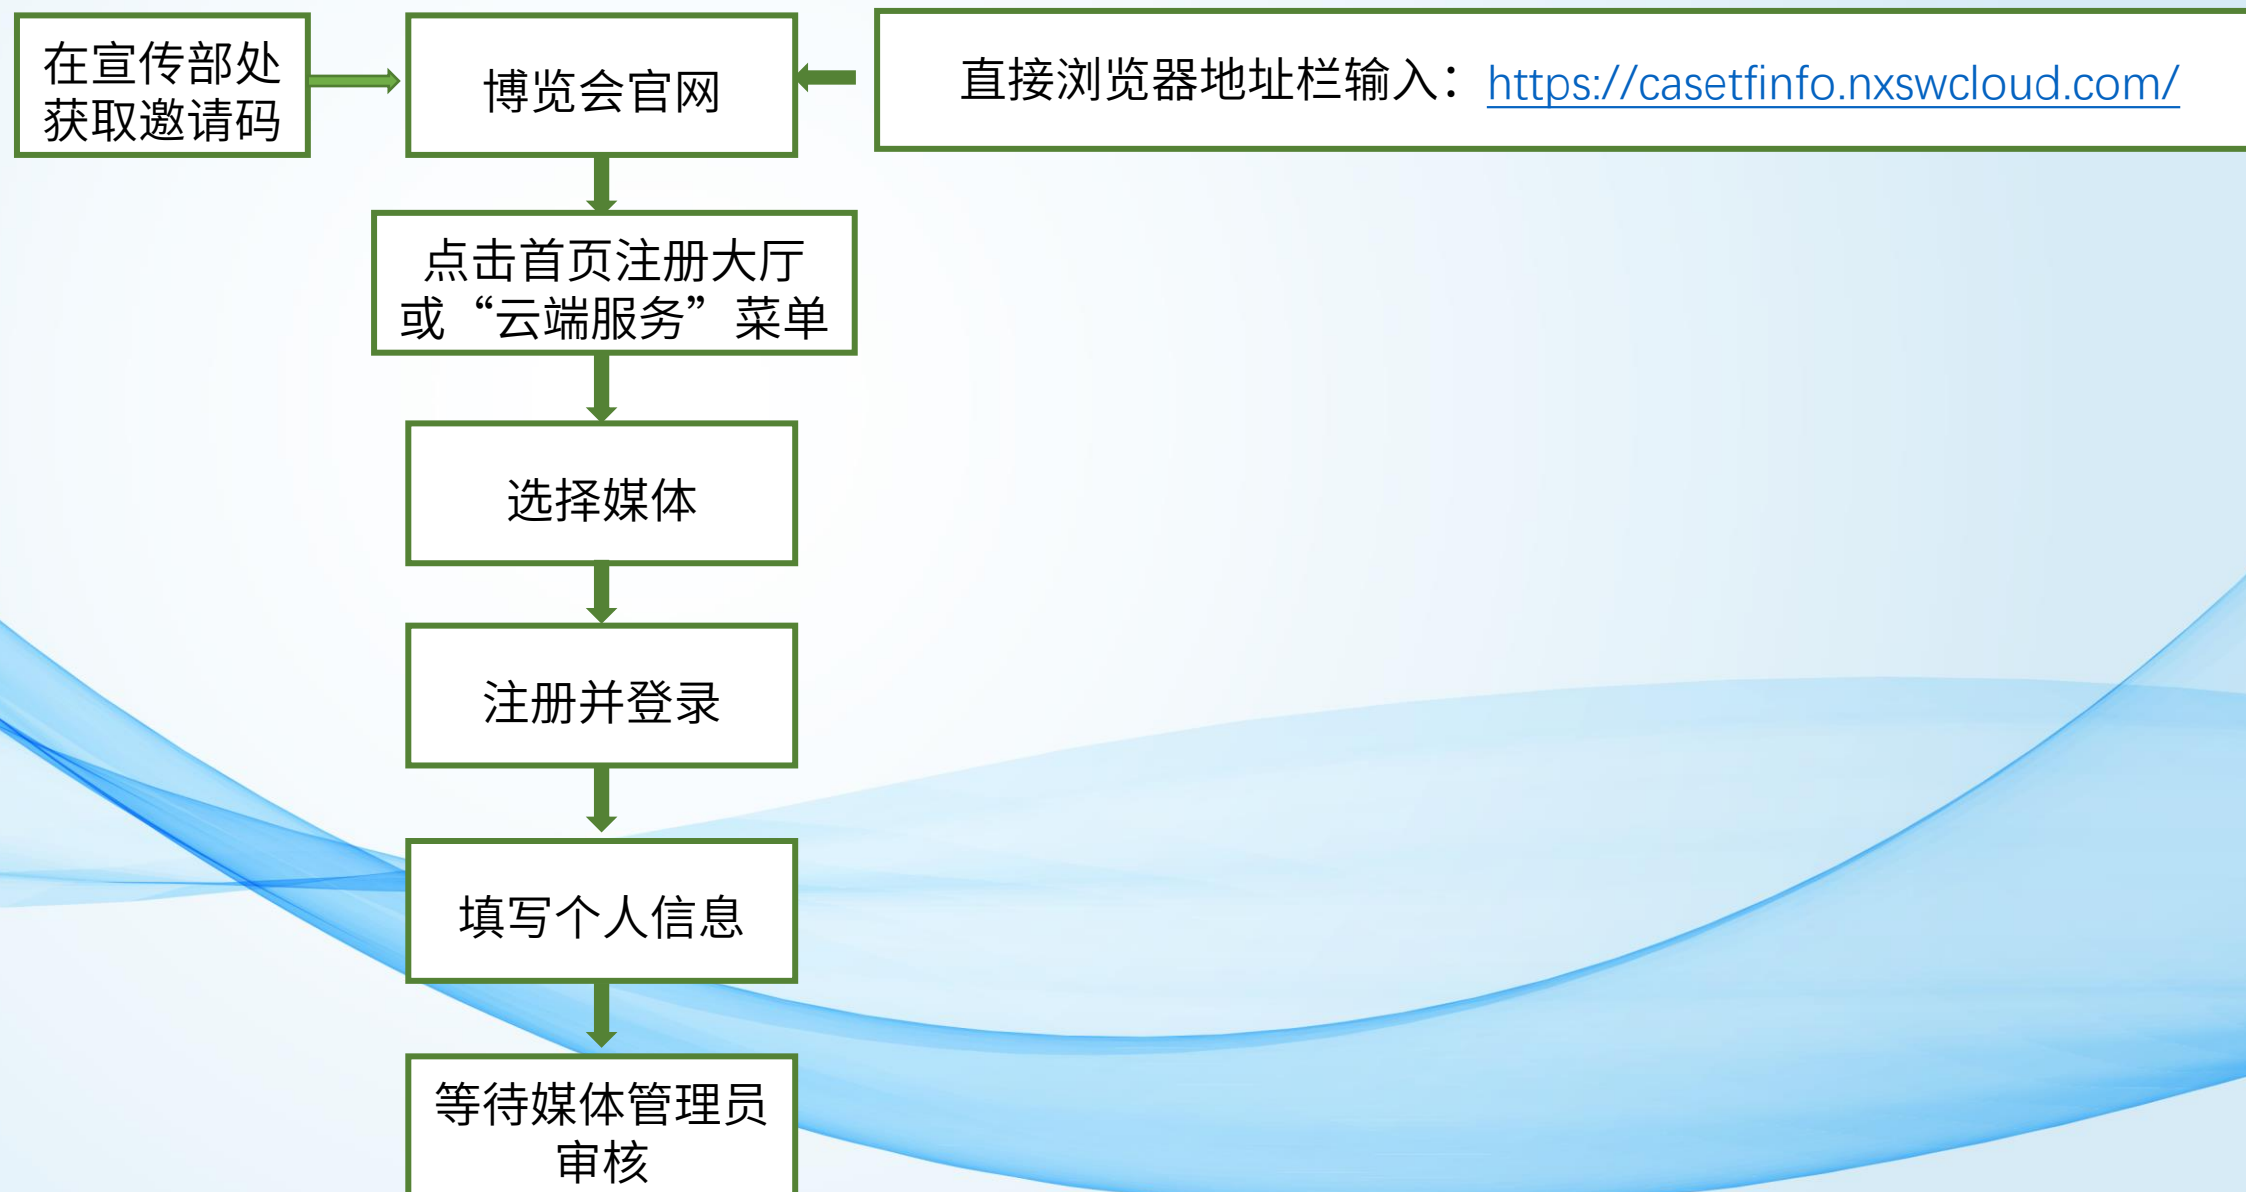 在宣传部处
获取邀请码
博览会官网
直接浏览器地址栏输入：https://casetfinfo.nxswcloud.com/
点击首页注册大厅
或“云端服务”菜单
选择媒体
注册并登录
填写个人信息
等待媒体管理员
审核